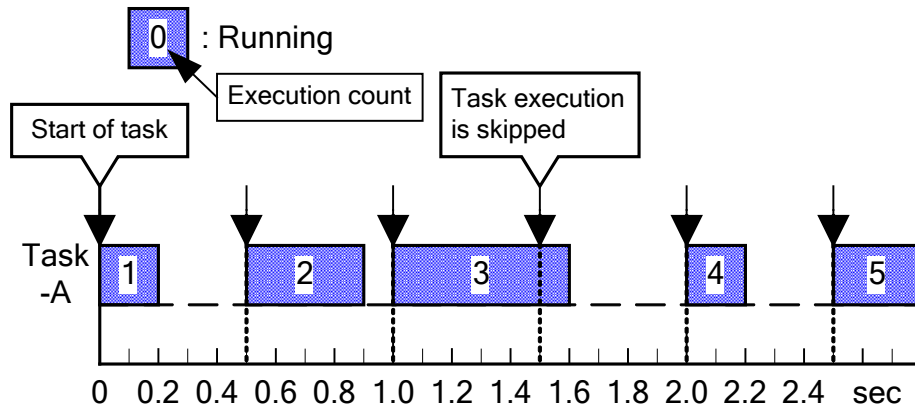 0 : Running
Execution count
Start of task
Task execution
is skipped
Task
-A
1 2 3 4 5
0 0.2 0.4 0.6 0.8 1.0 1.2 1.4 1.6 1.8 2.0 2.2 2.4 sec